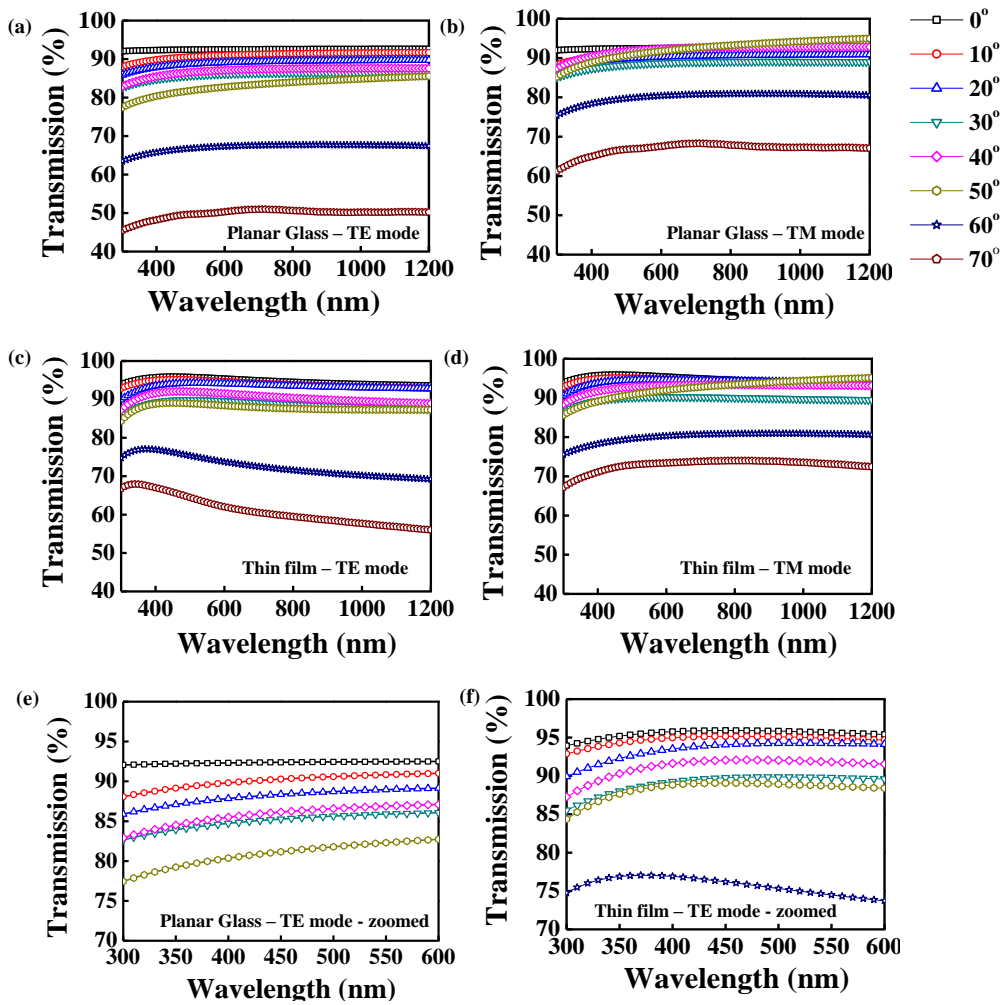 (a)
Transmission (%)
100
90
80
70
60
50
40
400 600 800 1000 1200
Planar Glass – TE mode
Wavelength (nm)
(b)
Transmission (%)
100
90
80
70
60
50
40
400 600 800 1000 1200
Planar Glass – TM mode
Wavelength (nm)
0°
10°
20°
30°
40°
50°
60°
70°
(c)
Transmission (%)
100
90
80
70
60
50
40
400 600 800 1000 1200
Thin film – TE mode
Wavelength (nm)
(d)
Transmission (%)
100
90
80
70
60
50
40
400 600 800 1000 1200
Thin film – TM mode
Wavelength (nm)
(e)
Transmission (%)
100
95
90
85
80
75
70
300 350 400 450 500 550 600
Planar Glass – TE mode - zoomed
Wavelength (nm)
(f)
Transmission (%)
100
95
90
85
80
75
70
300 350 400 450 500 550 600
Thin film – TE mode - zoomed
Wavelength (nm)